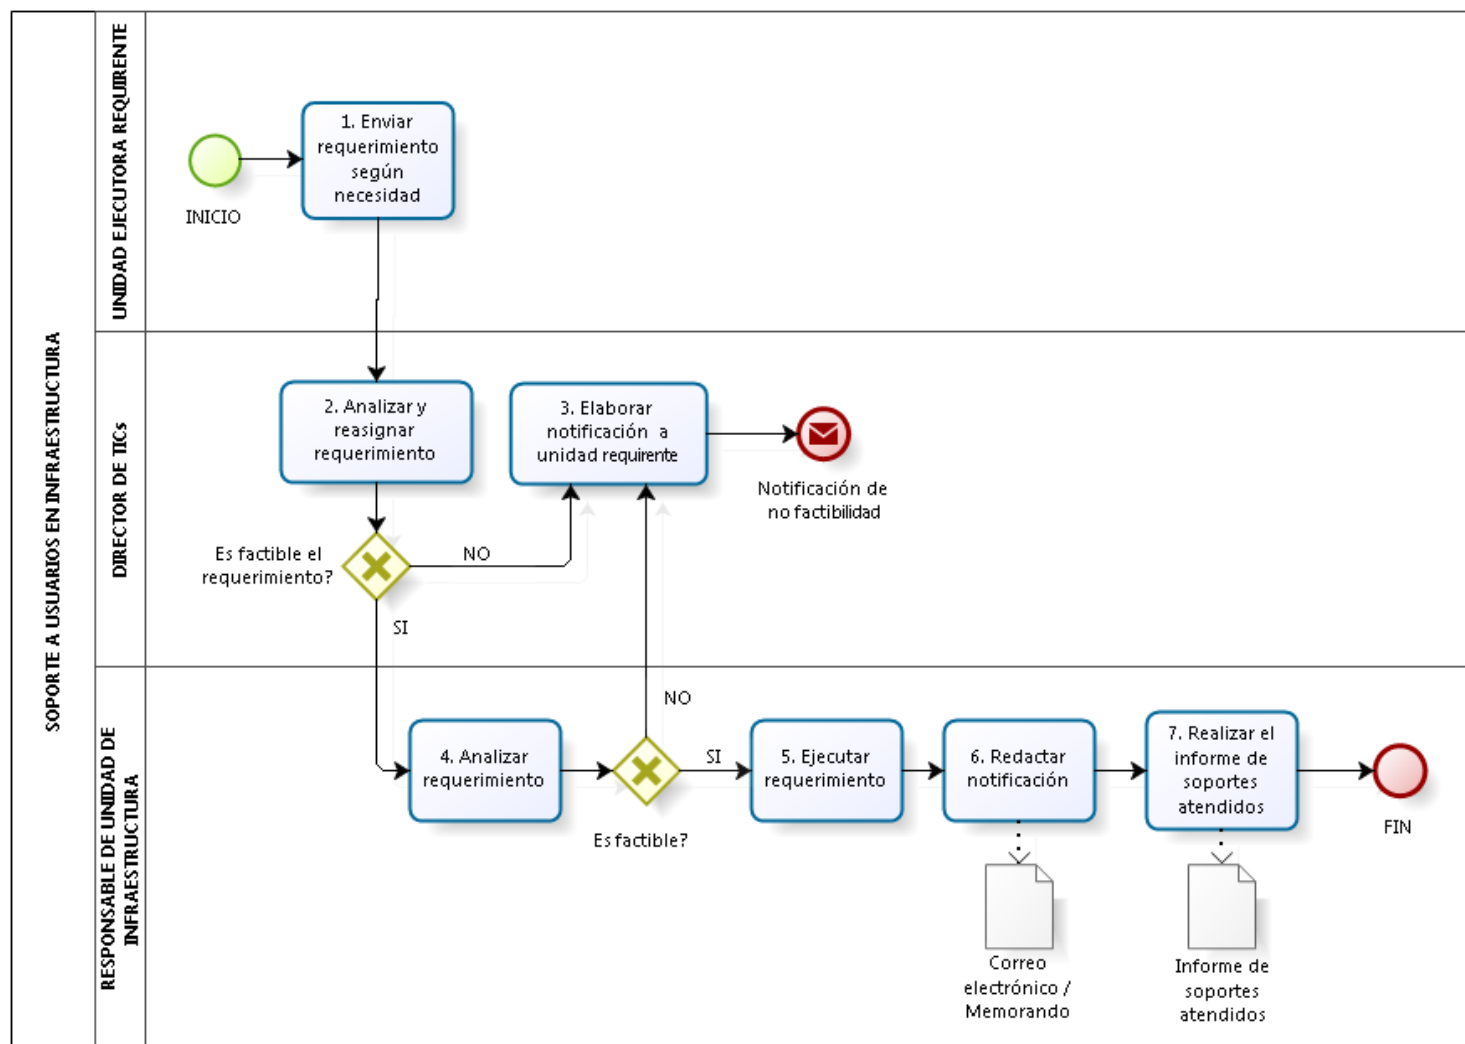 SOPORTE A USUARIOS EN INFRAESTRUCTURA
UNIDAD EJECUTORA REQUIRENTE
INICIO
1. Enviar
requerimiento
según
necesidad
DIRECTOR DE TICs
2. Analizar y
reasignar
requerimiento
3. Elaborar
notificación a
unidad requirente
Notificación de
no factibilidad
Es factible el
requerimiento?
NO
SI
RESPONSABLE DE UNIDAD DE
INFRAESTRUCTURA
4. Analizar
requerimiento
NO
Es factible?
SI
5. Ejecutar
requerimiento
6. Redactar
notificación
7. Realizar el
informe de
soportes
atendidos
FIN
Correo
electrónico /
Memorando
Informe de
soportes
atendidos